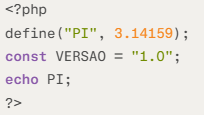 <?php
define("PI", 3.14159);
const VERSAO = "1.0";
echo PI;
?>